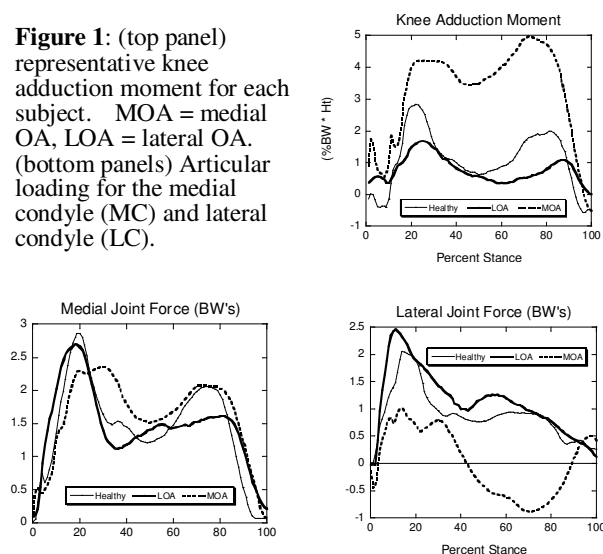 Figure 1: (top panel)
representative knee
adduction moment for each
subject. MOA = medial
OA, LOA = lateral OA.
(bottom panels) Articular
loading for the medial
condyle (MC) and lateral
condyle (LC).
Knee Adduction Moment
(%BW * Ht)
5
4
3
2
1
0
-1
Healthy LOA MOA
0 20 40 60 80 100
Percent Stance
Medial Joint Force (BW's)
3
2.5
2
1.5
1
0.5
0
Healthy LOA MOA
0 20 40 60 80 100
Lateral Joint Force (BW's)
2.5
2
1.5
1
0.5
0
-0.5
-1
Healthy LOA MOA
0 20 40 60 80 100
Percent Stance